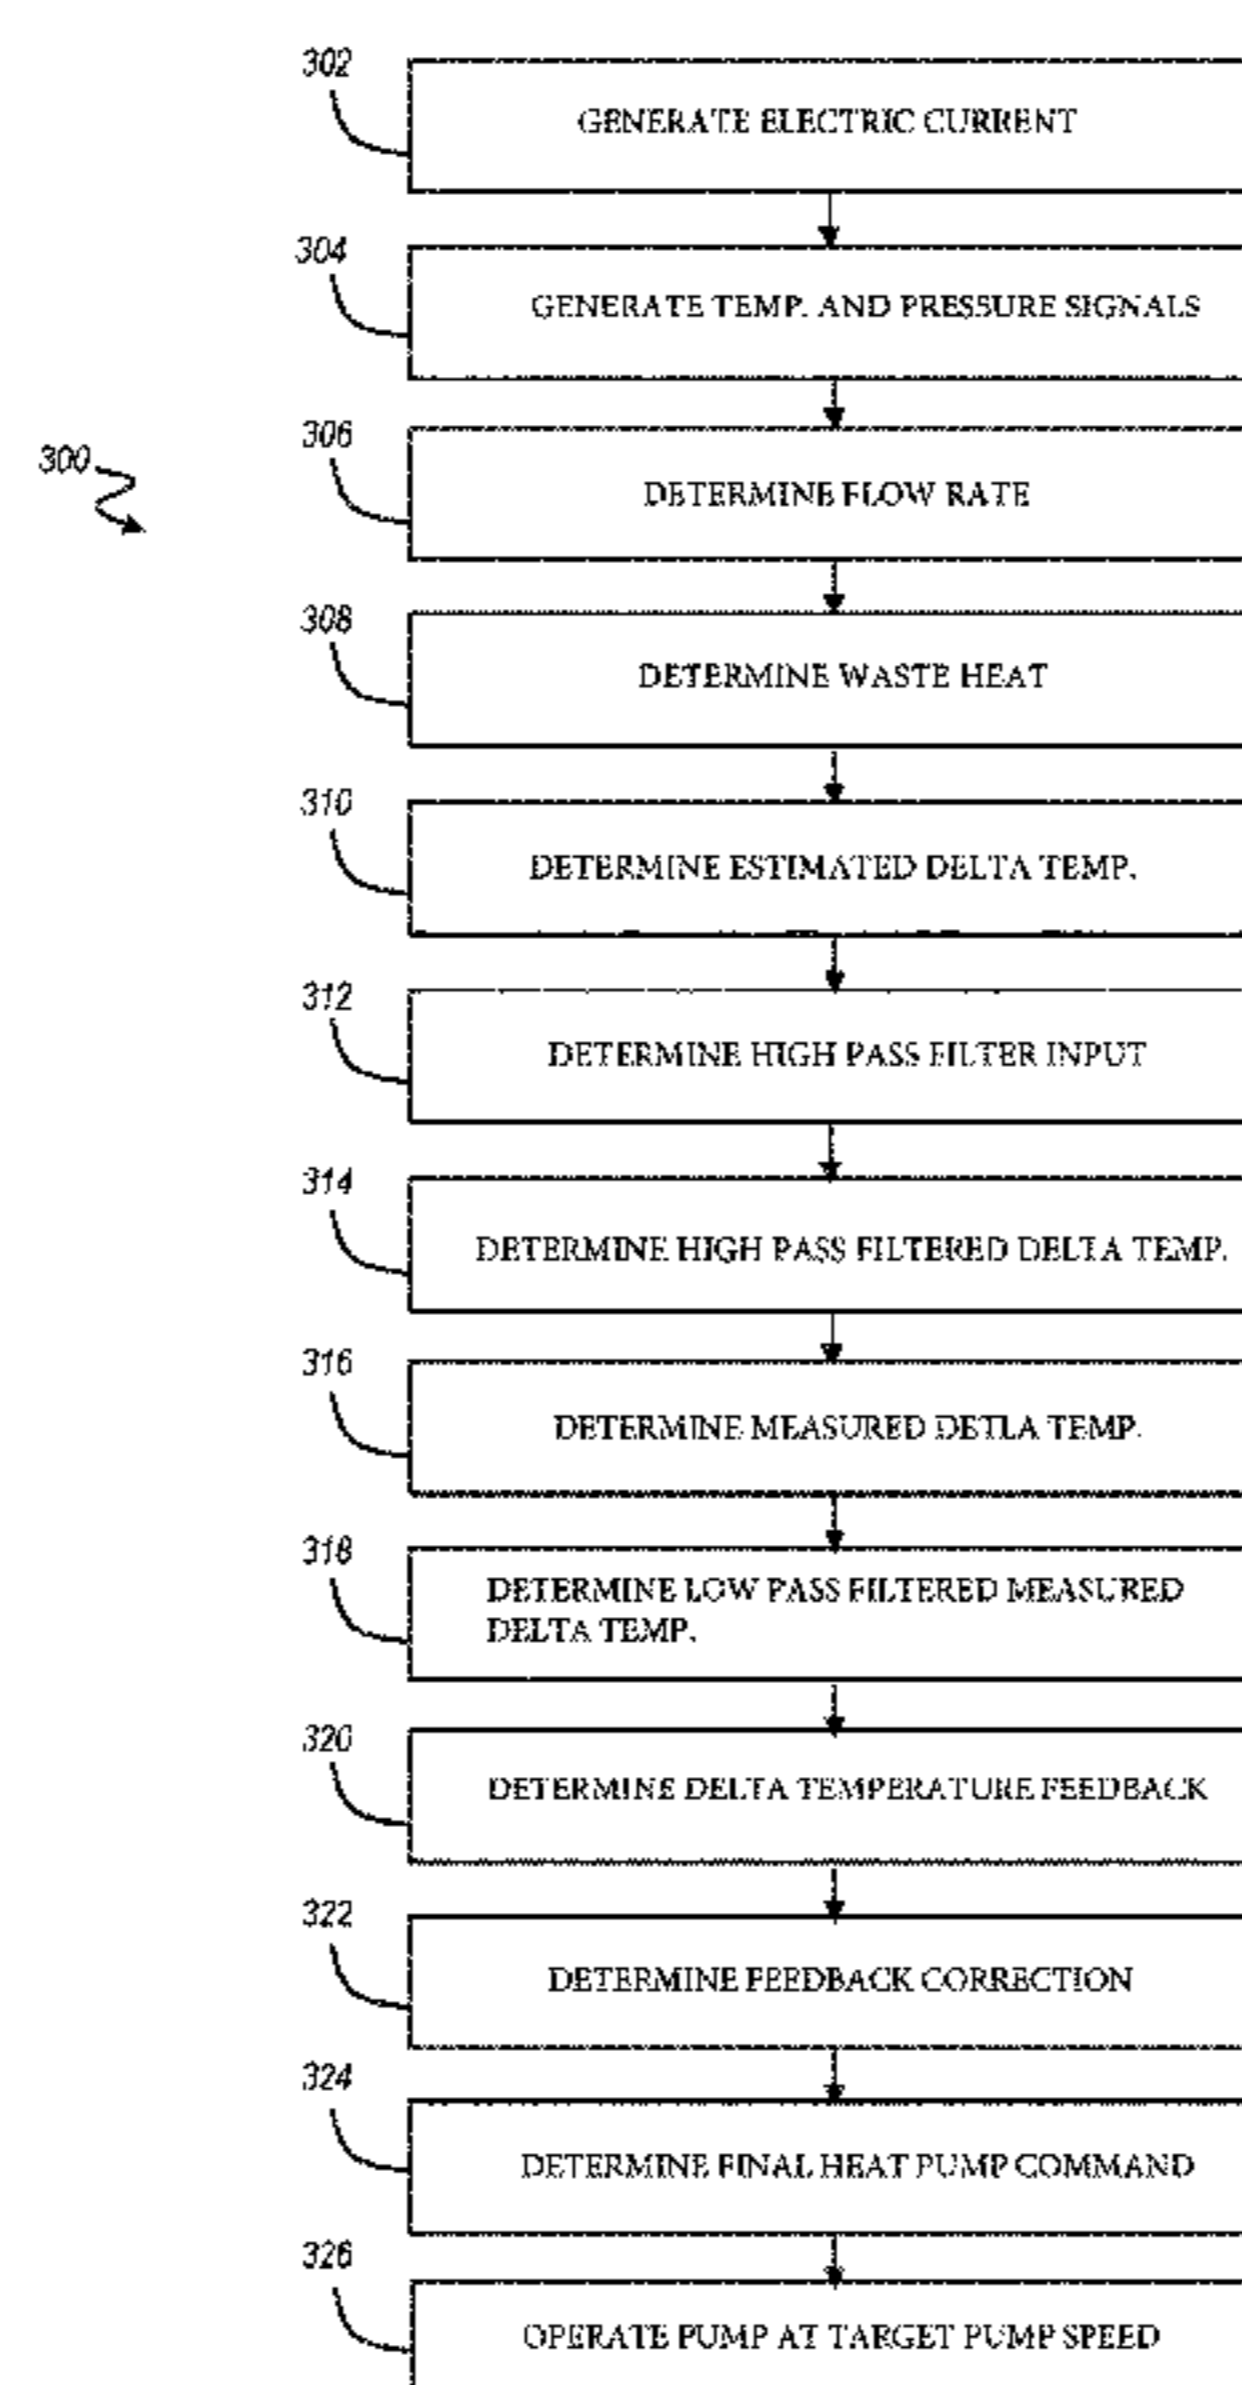 302
GENERATE ELECTRIC CURRENT
304
GENERATE TEMP. AND PRESSURE SIGNALS
306
DETERMINE FLOW RATE
300
308
DETERMINE WASTE HEAT
310
DETERMINE ESTIMATED DELTA TEMP.
312
DETERMINE HIGH PASS FILTER INPUT
314
DETERMINE HIGH PASS FILTERED DELTA TEMP.
316
DETERMINE MEASURED DETLA TEMP.
318
DETERMINE LOW PASS FILTERED MEASURED
DELTA TEMP.
320
DETERMINE DELTA TEMPERATURE FEEDBACK
322
DETERMINE FEEDBACK CORRECTION
324
DETERMINE FINAL HEAT PUMP COMMAND
326
OPERATE PUMP AT TARGET PUMP SPEED